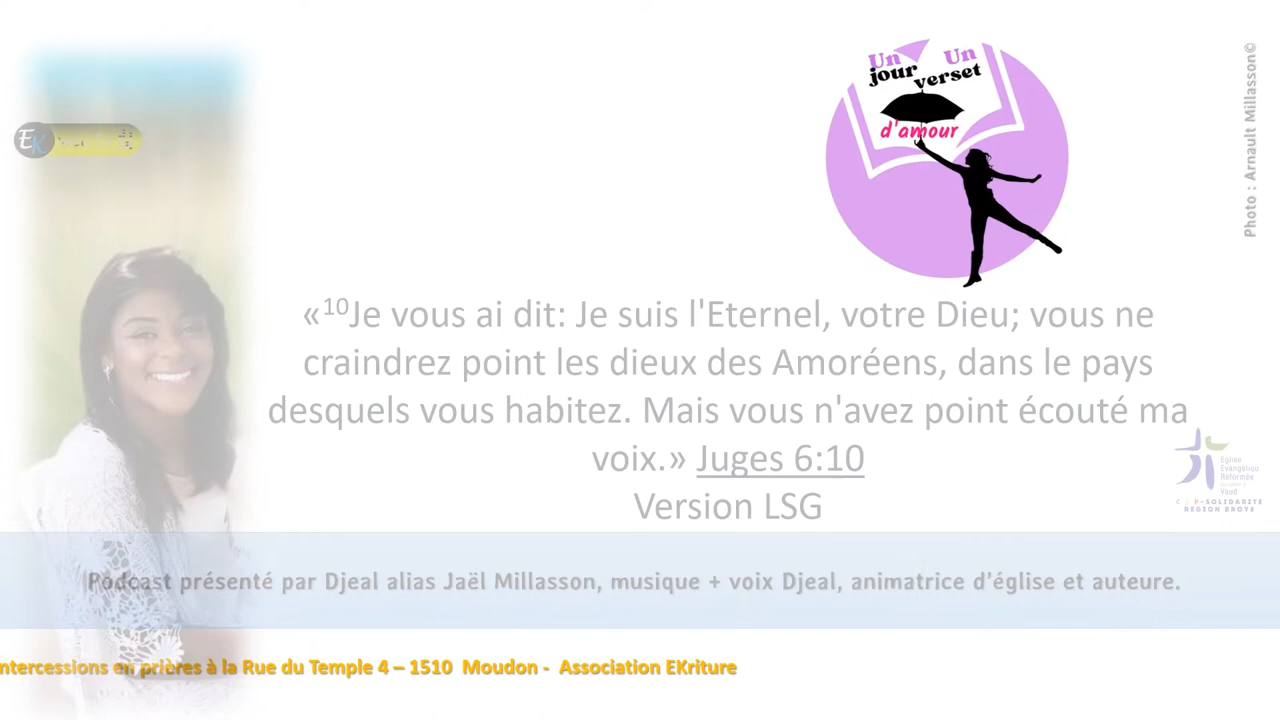 Un Un
jour verset
d'amour
Photo : Arnault Millasson©
EK
«10Je vous ai dit: Je suis l'Eternel, votre Dieu; vous ne
craindrez point les dieux des Amoréens, dans le pays
desquels vous habitez. Mais vous n'avez point écouté ma
voix.» Juges 6:10
Version LSG
Eglise
Evangéliqu
Réformée
Vaud
C A P-SOLIDARITE
REGION BROYE
Podcast présenté par Djeal alias Jaël Millasson, musique + voix Djeal, animatrice d’église et auteure.
ntercessions en prières à la Rue du Temple 4 – 1510 Moudon - Association EKriture